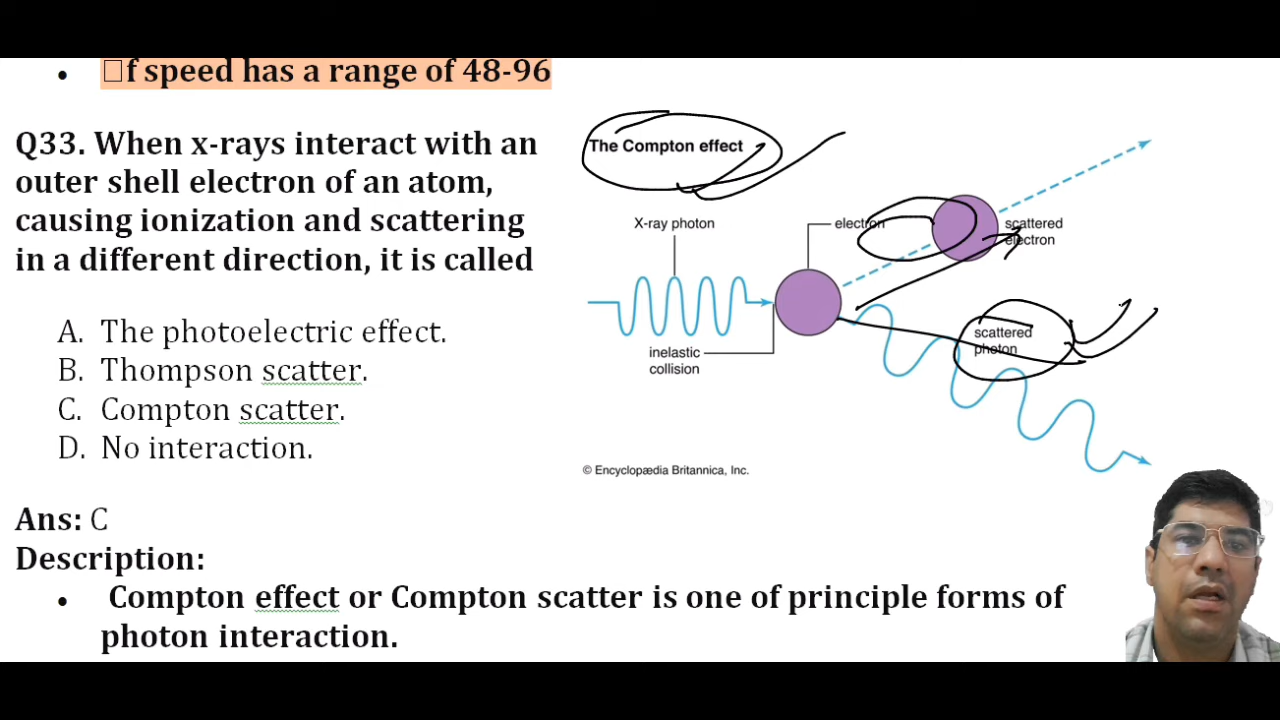 • □f speed has a range of 48-96
Q33. When x-rays interact with an
outer shell electron of an atom,
causing ionization and scattering
in a different direction, it is called
A. The photoelectric effect.
B. Thompson scatter.
C. Compton scatter.
D. No interaction.
Ans: C
Description:
• Compton effect or Compton scatter is one of principle forms of
photon interaction.
The Compton effect
X-ray photon
electron
scattered
electron
inelastic
collision
scattered
photon
© Encyclopædia Britannica, Inc.